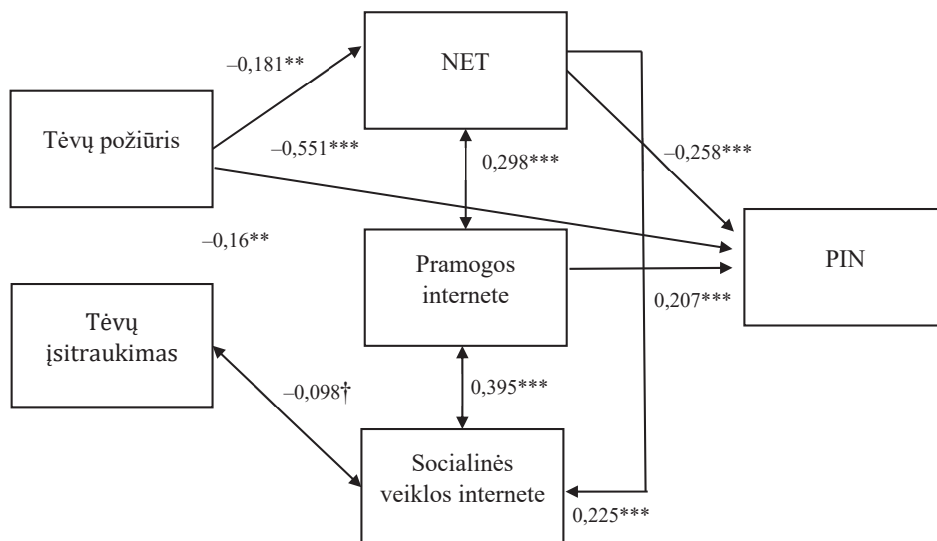 NET
–0,181**
Tėvų požiūris
–0,551***
0,298***
–0,258***
–0,16**
Pramogos
internete
PIN
0,207***
Tėvų
įsitraukimas
–0,098†
0,395***
Socialinės
veiklos internete
0,225***